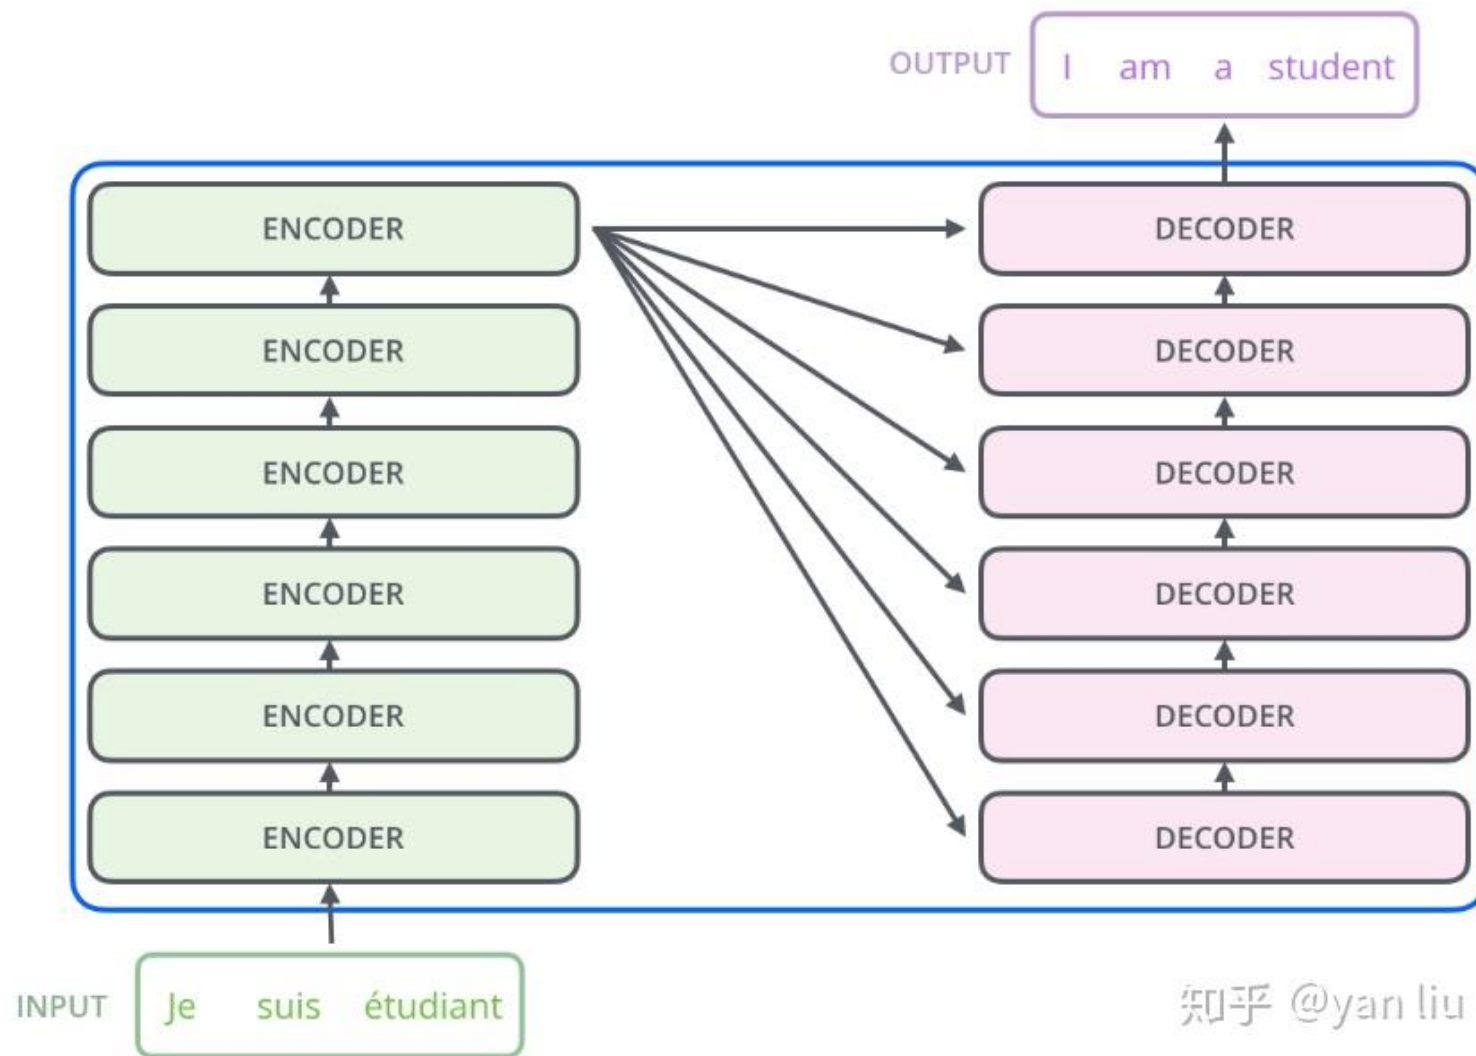 OUTPUT I am a student
ENCODER DECODER
ENCODER DECODER
ENCODER DECODER
ENCODER DECODER
ENCODER DECODER
ENCODER DECODER
INPUT Je suis étudiant
知乎 @yan liu